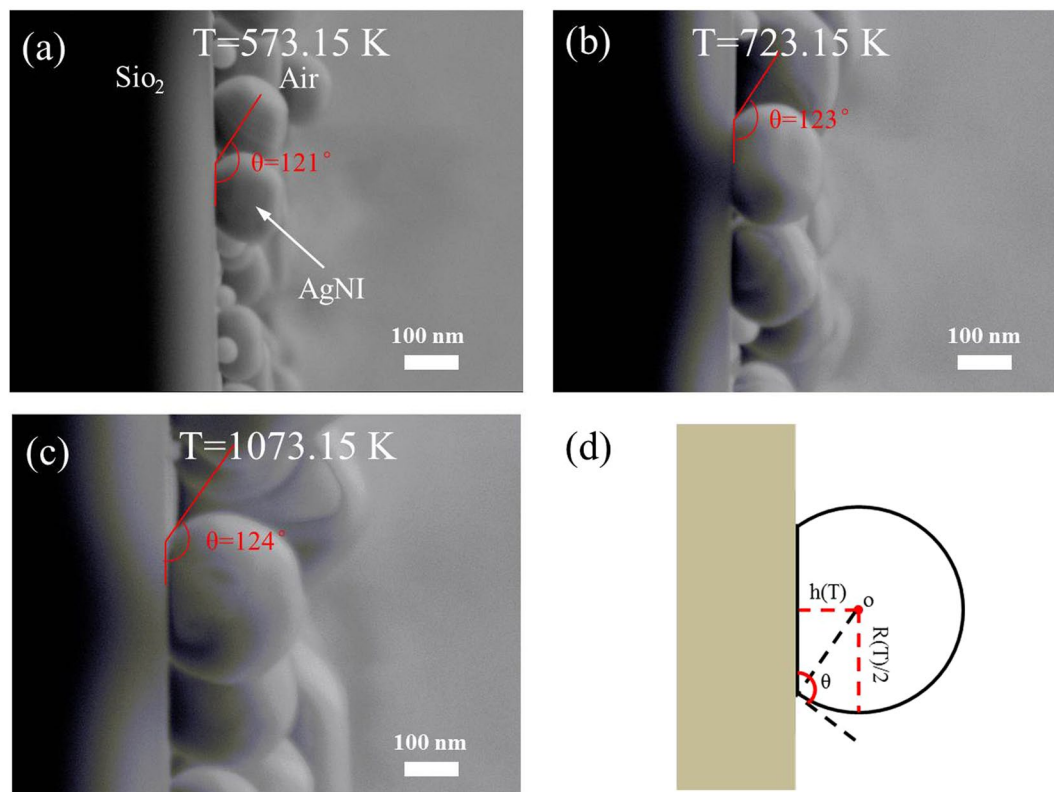 (a)
T=573.15 K
Sio₂
Air
θ=121°
AgNI
100 nm
(b)
T=723.15 K
θ=123°
100 nm
(c)
T=1073.15 K
θ=124°
100 nm
(d)
h(T)
o
R(T)/2
θ